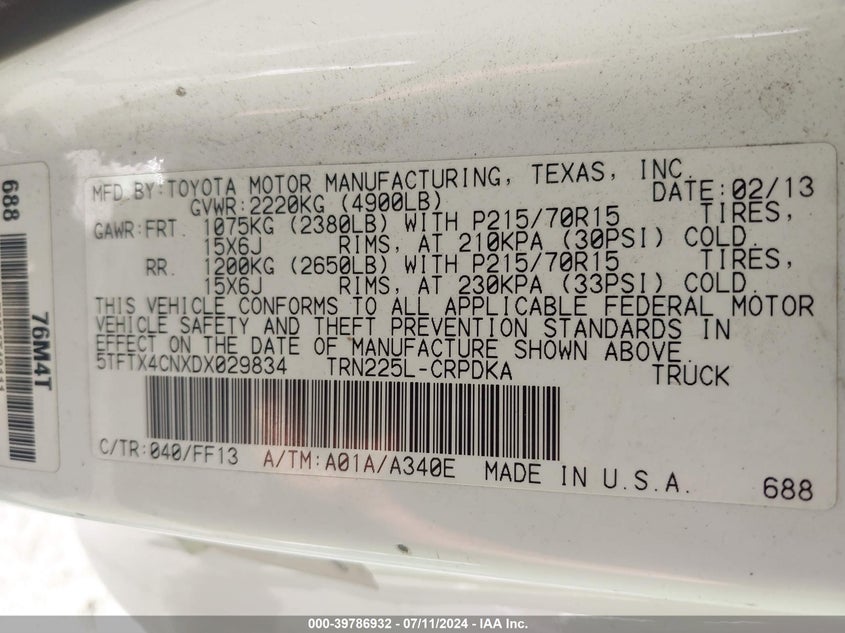 MFD.BY:TOYOTA MOTOR MANUFACTURING, TEXAS, INC. DATE:02/13
GVWR:2220KG (4900LB)
GAWR:FRT. 1075KG (2380LB) WITH P215/70R15 TIRES,
15X6J RIMS, AT 210KPA (30PSI) COLD.
RR. 1200KG (2650LB) WITH P215/70R15 TIRES,
15X6J RIMS, AT 230KPA (33PSI) COLD.
THIS VEHICLE CONFORMS TO ALL APPLICABLE FEDERAL MOTOR
VEHICLE SAFETY AND THEFT PREVENTION STANDARDS IN
EFFECT ON THE DATE OF MANUFACTURE SHOWN ABOVE.
5TFTX4CNXDX029834 TRN225L-CRPDKA TRUCK
C/TR:040/FF13 A/TM:A01A/A340E MADE IN U.S.A. 688
688
76M4T
000-39786932 - 07/11/2024 - IAA Inc.